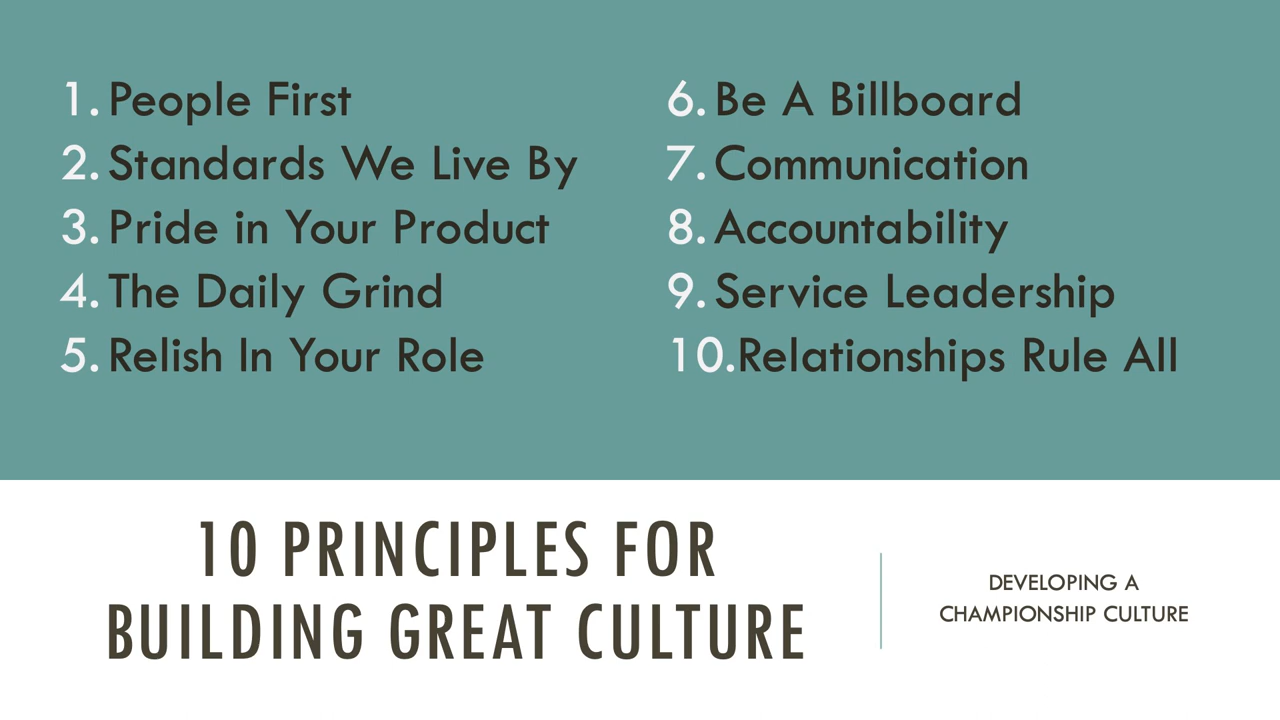 1. People First
2. Standards We Live By
3. Pride in Your Product
4. The Daily Grind
5. Relish In Your Role
6. Be A Billboard
7. Communication
8. Accountability
9. Service Leadership
10. Relationships Rule All
10 PRINCIPLES FOR
BUILDING GREAT CULTURE
DEVELOPING A
CHAMPIONSHIP CULTURE